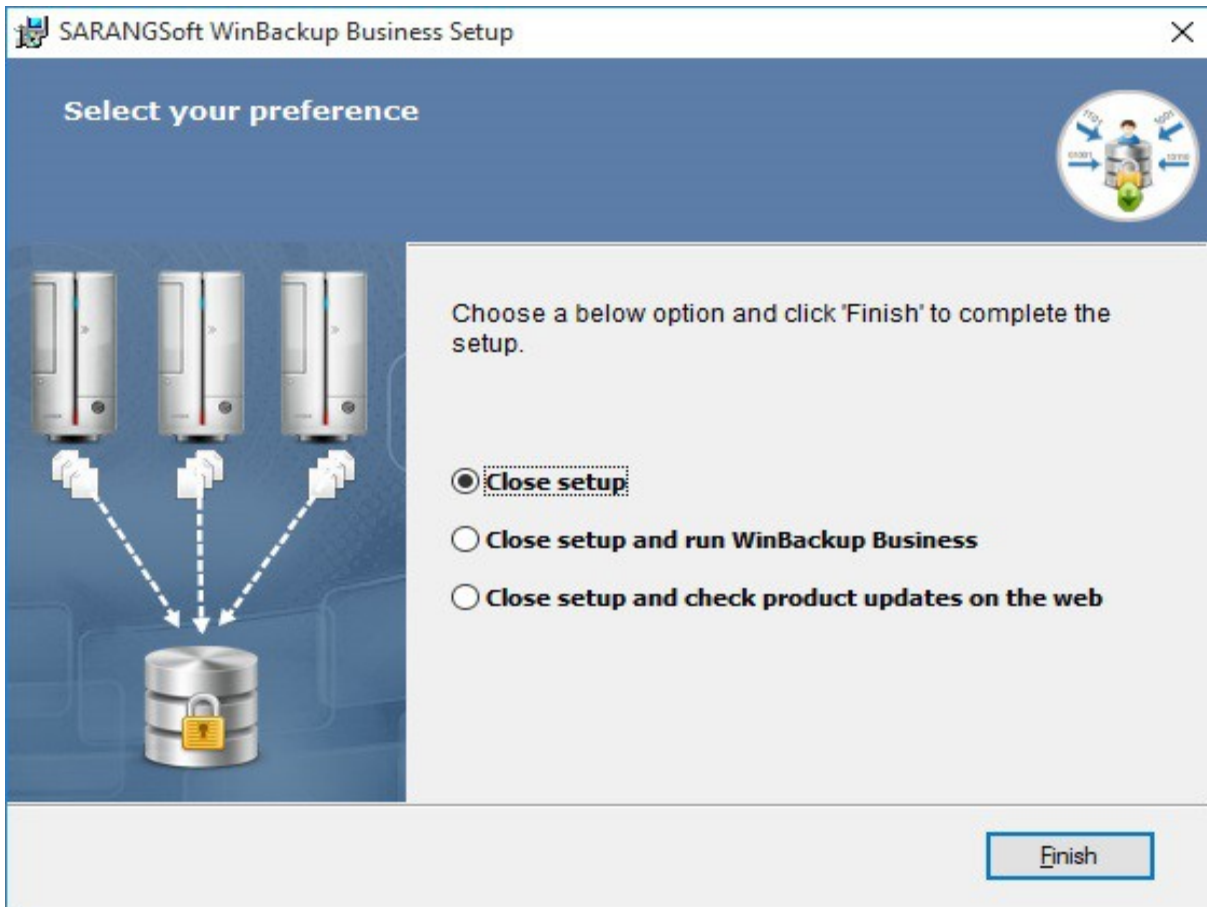 SARANGSoft WinBackup Business Setup
Select your preference
Choose a below option and click 'Finish' to complete the
setup.
Close setup
Close setup and run WinBackup Business
Close setup and check product updates on the web
Finish